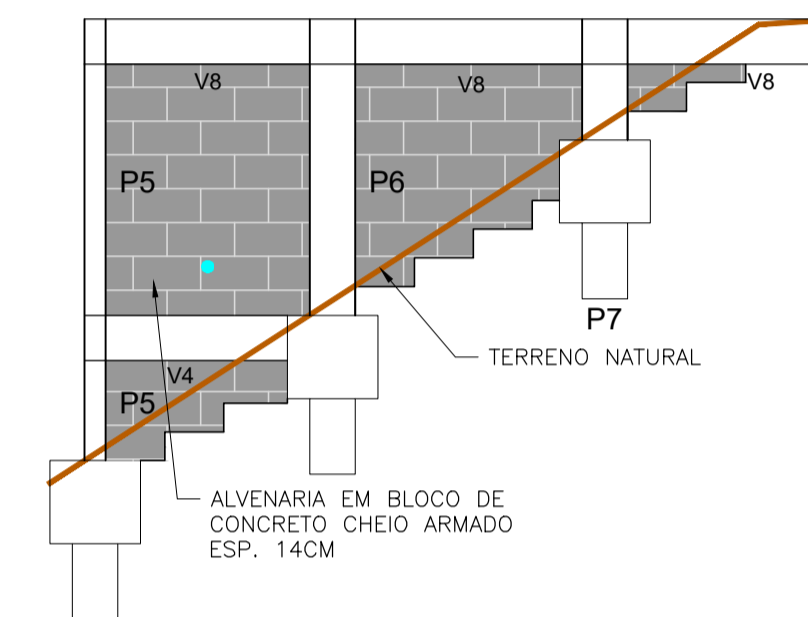 V8
V8
V8
P5
P6
P7
TERRENO NATURAL
V4
P5
ALVENARIA EM BLOCO DE
CONCRETO CHEIO ARMADO
ESP. 14CM